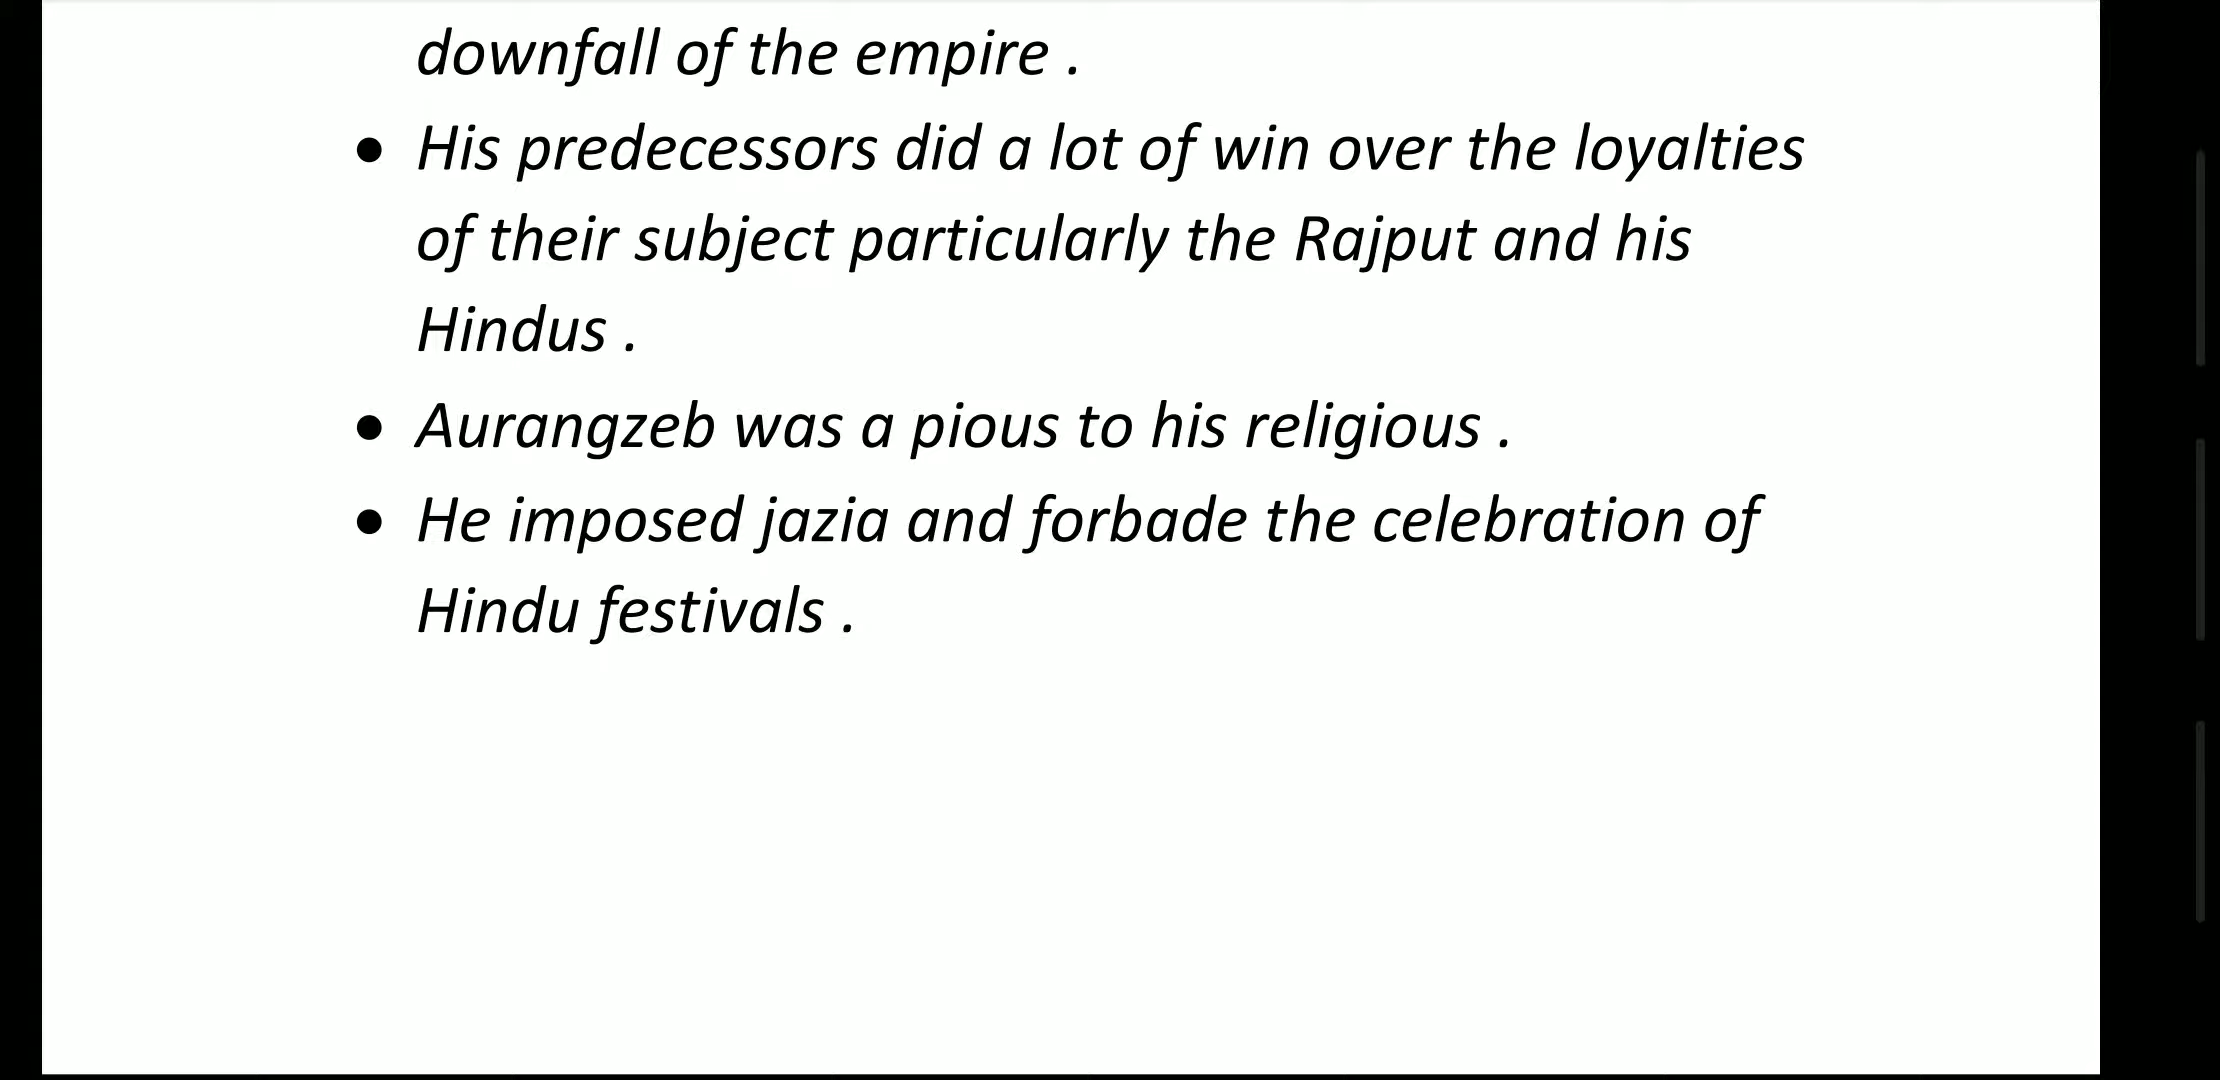 downfall of the empire .
• His predecessors did a lot of win over the loyalties
of their subject particularly the Rajput and his
Hindus .
• Aurangzeb was a pious to his religious .
• He imposed jazia and forbade the celebration of
Hindu festivals .